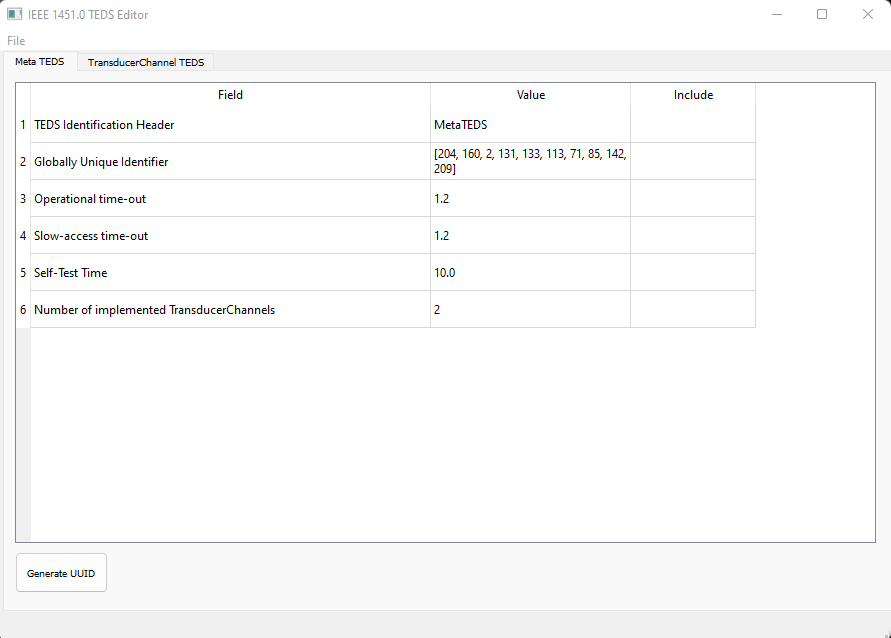 IEEE 1451.0 TEDS Editor
File
Meta TEDS TransducerChannel TEDS
Field Value Include
1 TEDS Identification Header MetaTEDS
2 Globally Unique Identifier [204, 160, 2, 131, 133, 113, 71, 85, 142,
209]
3 Operational time-out 1.2
4 Slow-access time-out 1.2
5 Self-Test Time 10.0
6 Number of implemented TransducerChannels 2
Generate UUID